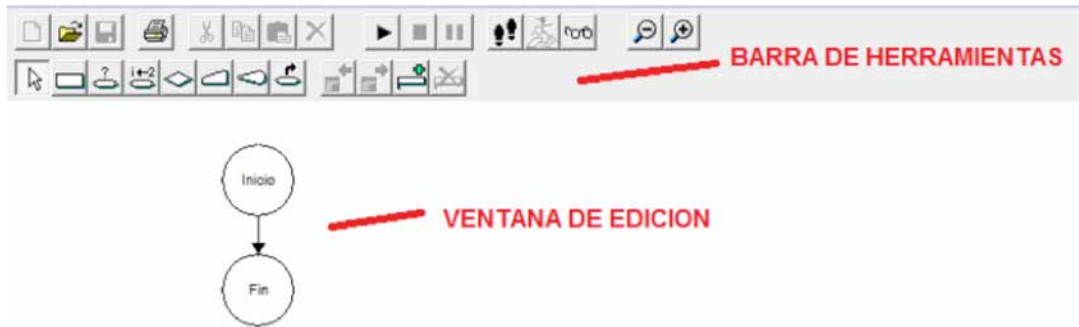 BARRA DE HERRAMIENTAS
Inicio
VENTANA DE EDICION
Fin